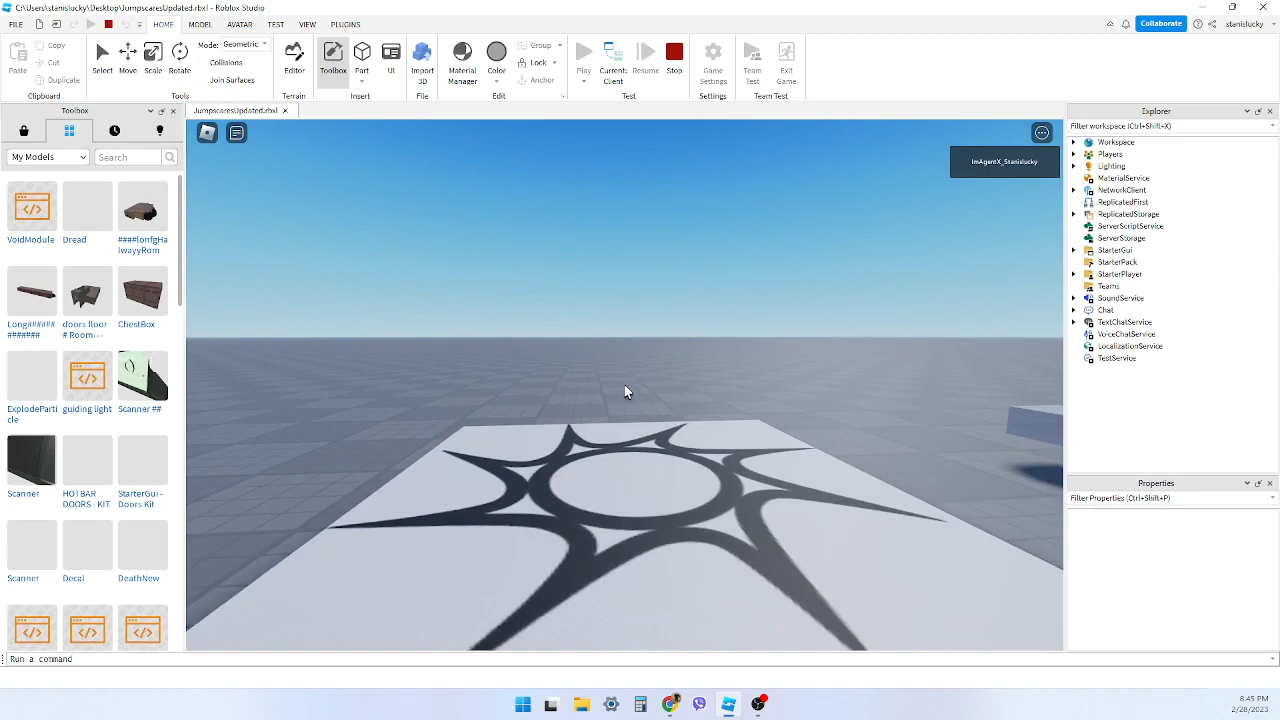 C:\Users\stanislucky\Desktop\JumpscaresUpdated.rbxl - Roblox Studio
FILE HOME MODEL AVATAR TEST VIEW PLUGINS Collaborate stanislucky
Paste Copy Cut Duplicate
Select Move Scale Rotate
Mode: Geometric
Collisions
Join Surfaces
Editor Toolbox Part UI Import 3D Material Manager Color
Group Lock Anchor
Play Current: Client Resume Stop Game Settings Team Test Exit Game
Clipboard Tools Terrain Insert File Edit Test Settings Team Test
Toolbox
JumpscaresUpdated.rbxl
My Models Search
VoidModule Dread ####lonfgHa
lwayyRom
Long######
####### doors floor
# Room··· ChestBox
ExplodeParti
cle guiding light Scanner ##
Scanner HOTBAR
DOORS - KIT StarterGui -
Doors Kit
Scanner Decal DeathNew
ImAgentX_Stanislucky
Explorer
Filter workspace (Ctrl+Shift+X)
Workspace
Players
Lighting
MaterialService
NetworkClient
ReplicatedFirst
ReplicatedStorage
ServerScriptService
ServerStorage
StarterGui
StarterPack
StarterPlayer
Teams
SoundService
Chat
TextChatService
VoiceChatService
LocalizationService
TestService
Properties
Filter Properties (Ctrl+Shift+P)
Run a command
8:45 PM
2/28/2023